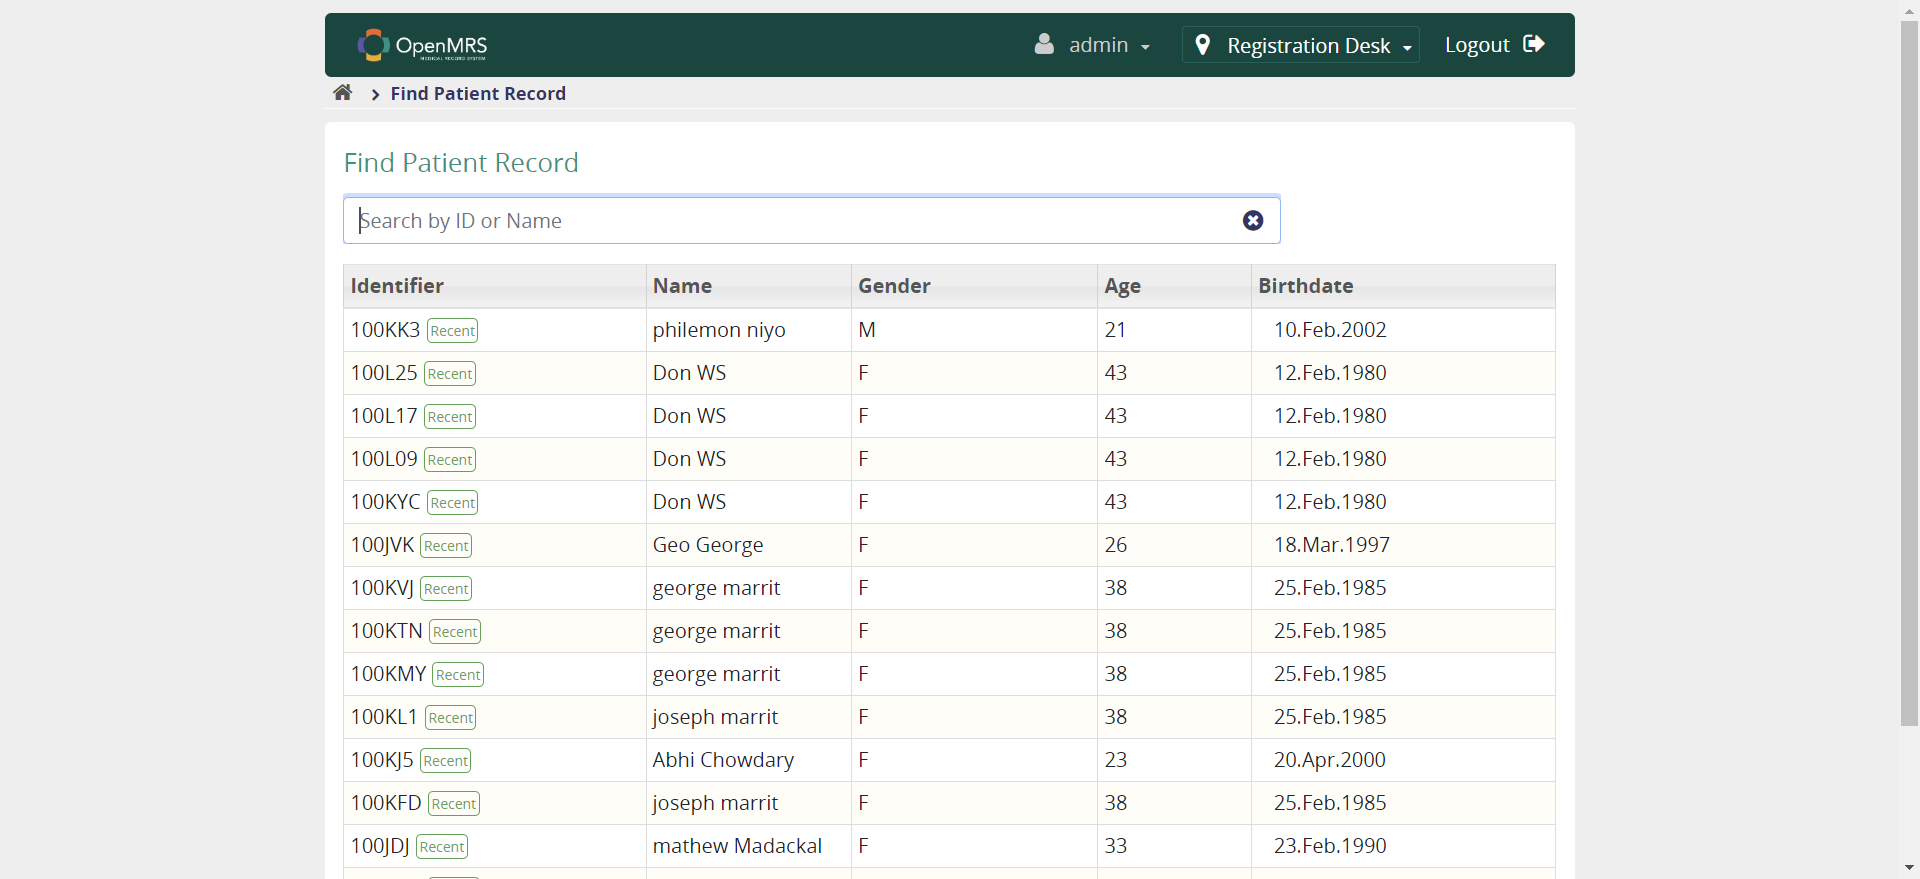 OpenMRS
MEDICAL RECORD SYSTEM
admin
Registration Desk
Logout
Find Patient Record
Find Patient Record
Search by ID or Name
Identifier Name Gender Age Birthdate
100KK3 Recent philemon niyo M 21 10.Feb.2002
100L25 Recent Don WS F 43 12.Feb.1980
100L17 Recent Don WS F 43 12.Feb.1980
100L09 Recent Don WS F 43 12.Feb.1980
100KYC Recent Don WS F 43 12.Feb.1980
100JVK Recent Geo George F 26 18.Mar.1997
100KVJ Recent george marrit F 38 25.Feb.1985
100KTN Recent george marrit F 38 25.Feb.1985
100KMY Recent george marrit F 38 25.Feb.1985
100KL1 Recent joseph marrit F 38 25.Feb.1985
100KJ5 Recent Abhi Chowdary F 23 20.Apr.2000
100KFD Recent joseph marrit F 38 25.Feb.1985
100JDJ Recent mathew Madackal F 33 23.Feb.1990